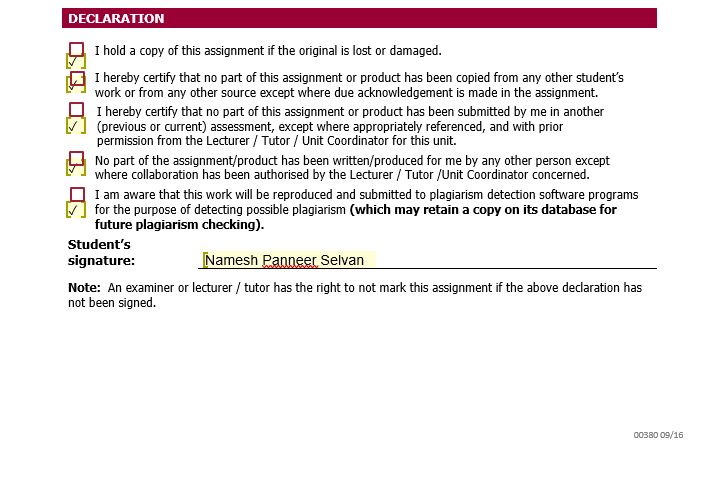 DECLARATION
I hold a copy of this assignment if the original is lost or damaged.
I hereby certify that no part of this assignment or product has been copied from any other student’s
work or from any other source except where due acknowledgement is made in the assignment.
I hereby certify that no part of this assignment or product has been submitted by me in another
(previous or current) assessment, except where appropriately referenced, and with prior
permission from the Lecturer / Tutor / Unit Coordinator for this unit.
No part of the assignment/product has been written/produced for me by any other person except
where collaboration has been authorised by the Lecturer / Tutor /Unit Coordinator concerned.
I am aware that this work will be reproduced and submitted to plagiarism detection software programs
for the purpose of detecting possible plagiarism (which may retain a copy on its database for
future plagiarism checking).
Student’s
signature: Namesh Panneer Selvan
Note: An examiner or lecturer / tutor has the right to not mark this assignment if the above declaration has
not been signed.
00380 09/16